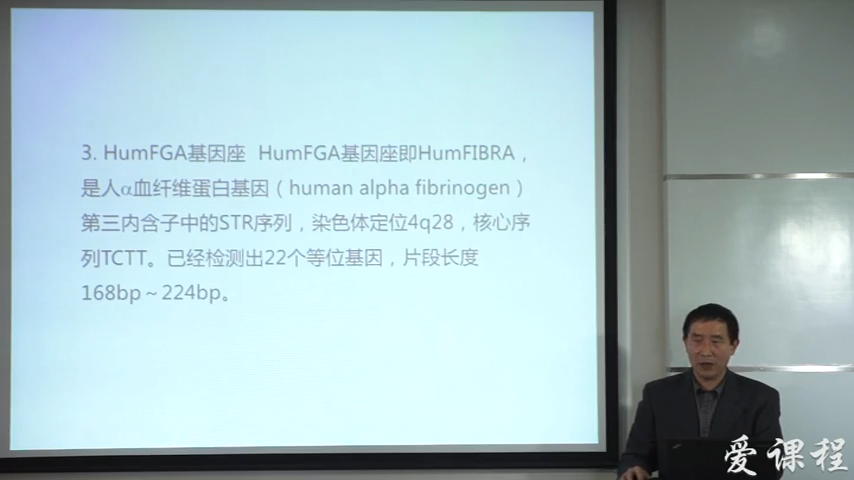 3. HumFGA基因座  HumFGA基因座即HumFIBRA，
是人α血纤维蛋白基因（human alpha fibrinogen）
第三内含子中的STR序列，染色体定位4q28，核心序
列TCTT。已经检测出22个等位基因，片段长度
168bp～224bp。
爱课程